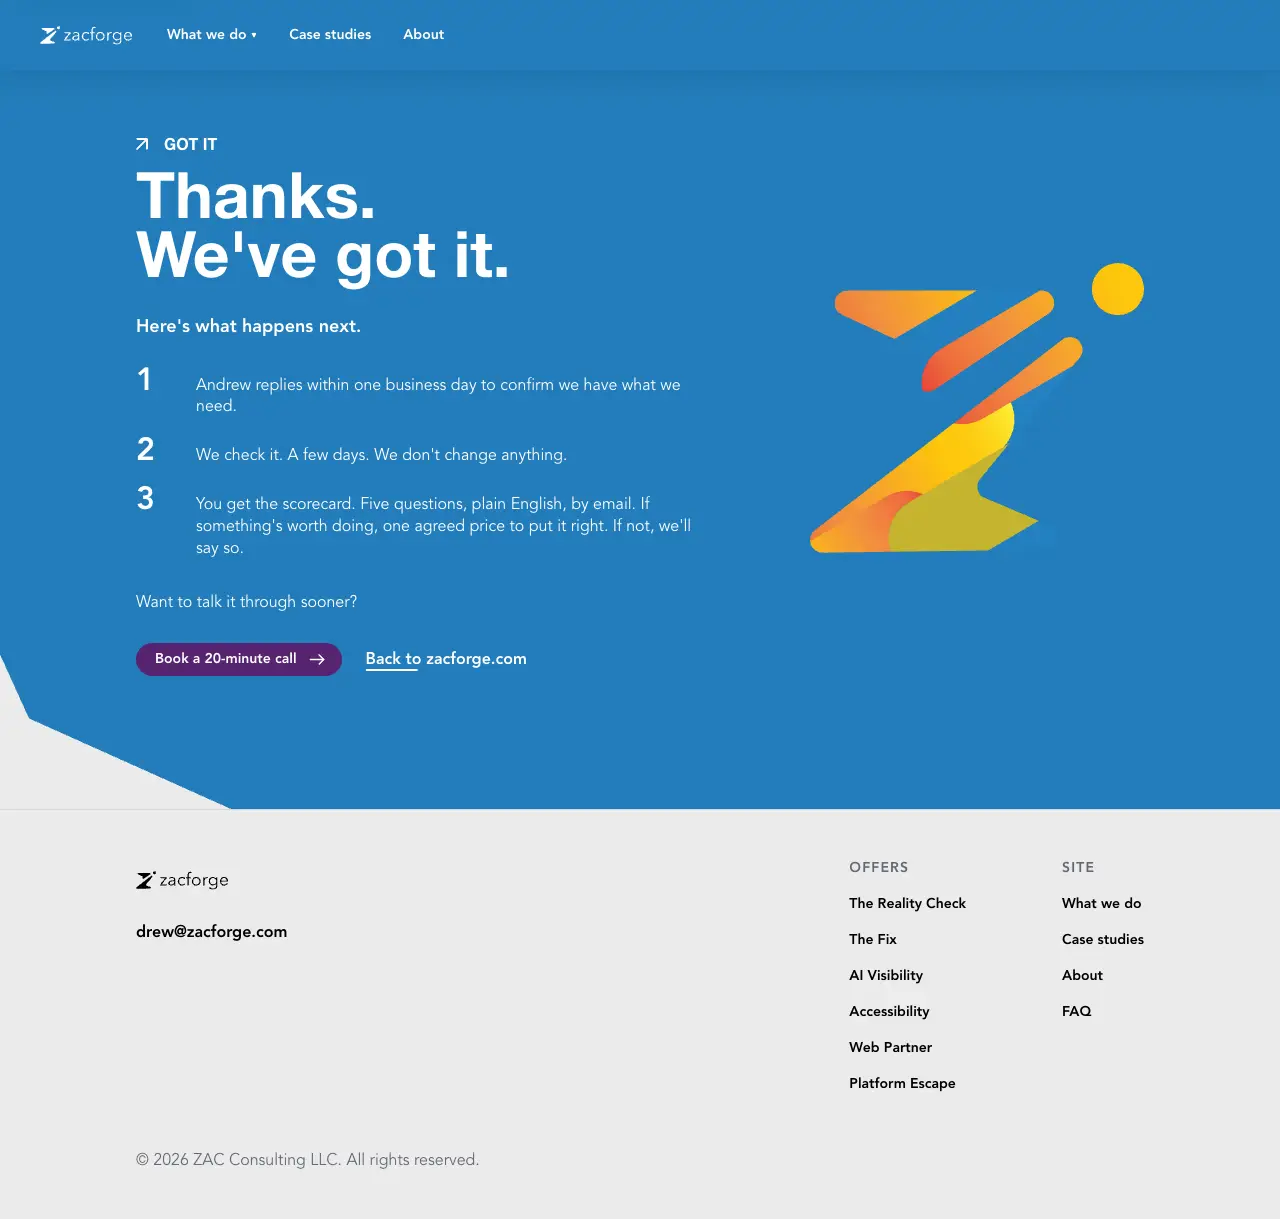 zacforge What we do ▾ Case studies About
GOT IT
Thanks.
We've got it.
Here's what happens next.
1 Andrew replies within one business day to confirm we have what we
need.
2 We check it. A few days. We don't change anything.
3 You get the scorecard. Five questions, plain English, by email. If
something's worth doing, one agreed price to put it right. If not, we'll
say so.
Want to talk it through sooner?
Book a 20-minute call → Back to zacforge.com
zacforge
drew@zacforge.com
OFFERS
The Reality Check
The Fix
AI Visibility
Accessibility
Web Partner
Platform Escape
SITE
What we do
Case studies
About
FAQ
© 2026 ZAC Consulting LLC. All rights reserved.